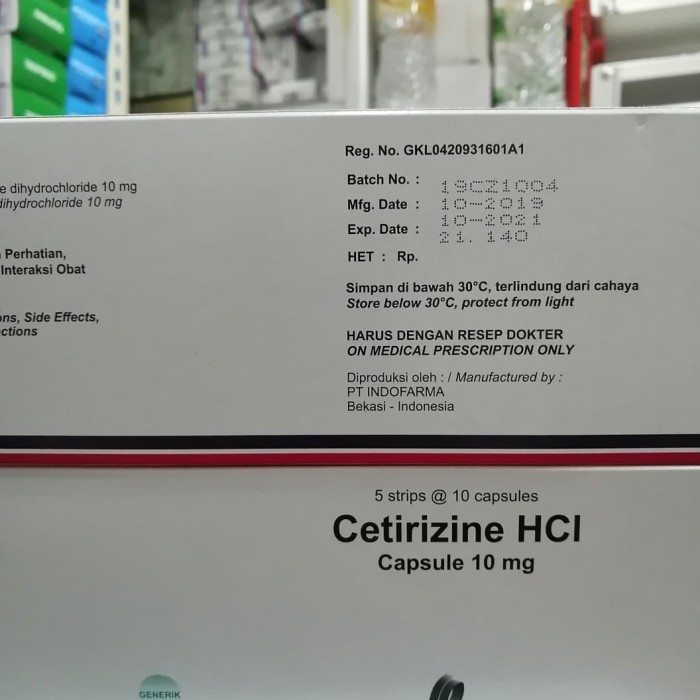 e dihydrochloride 10 mg
dihydrochloride 10 mg
Perhatian,
Interaksi Obat
ons, Side Effects,
ctions
Reg. No. GKL0420931601A1
Batch No. : 19CZ1004
Mfg. Date : 10-2019
Exp. Date : 10-2021
21. 140
HET : Rp.
Simpan di bawah 30°C, terlindung dari cahaya
Store below 30°C, protect from light
HARUS DENGAN RESEP DOKTER
ON MEDICAL PRESCRIPTION ONLY
Diproduksi oleh : / Manufactured by :
PT INDOFARMA
Bekasi - Indonesia
5 strips @ 10 capsules
Cetirizine HCl
Capsule 10 mg
GENERIK